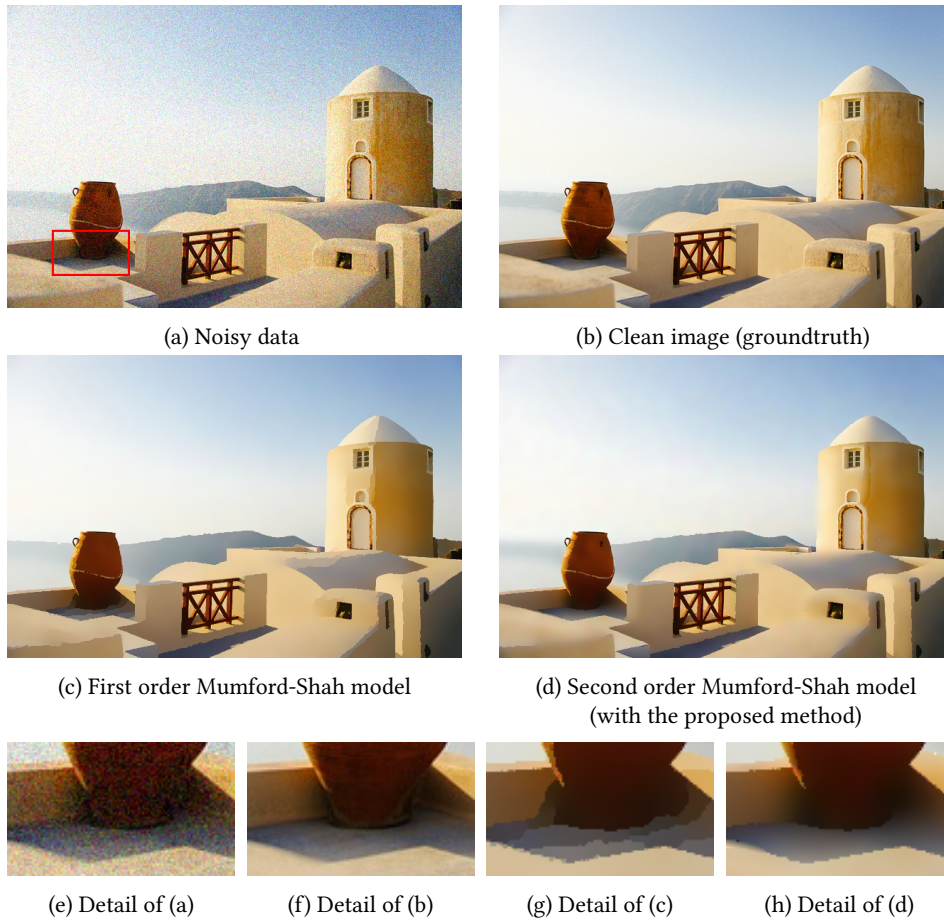 (a) Noisy data
(b) Clean image (groundtruth)
(c) First order Mumford-Shah model
(d) Second order Mumford-Shah model
(with the proposed method)
(e) Detail of (a)
(f) Detail of (b)
(g) Detail of (c)
(h) Detail of (d)